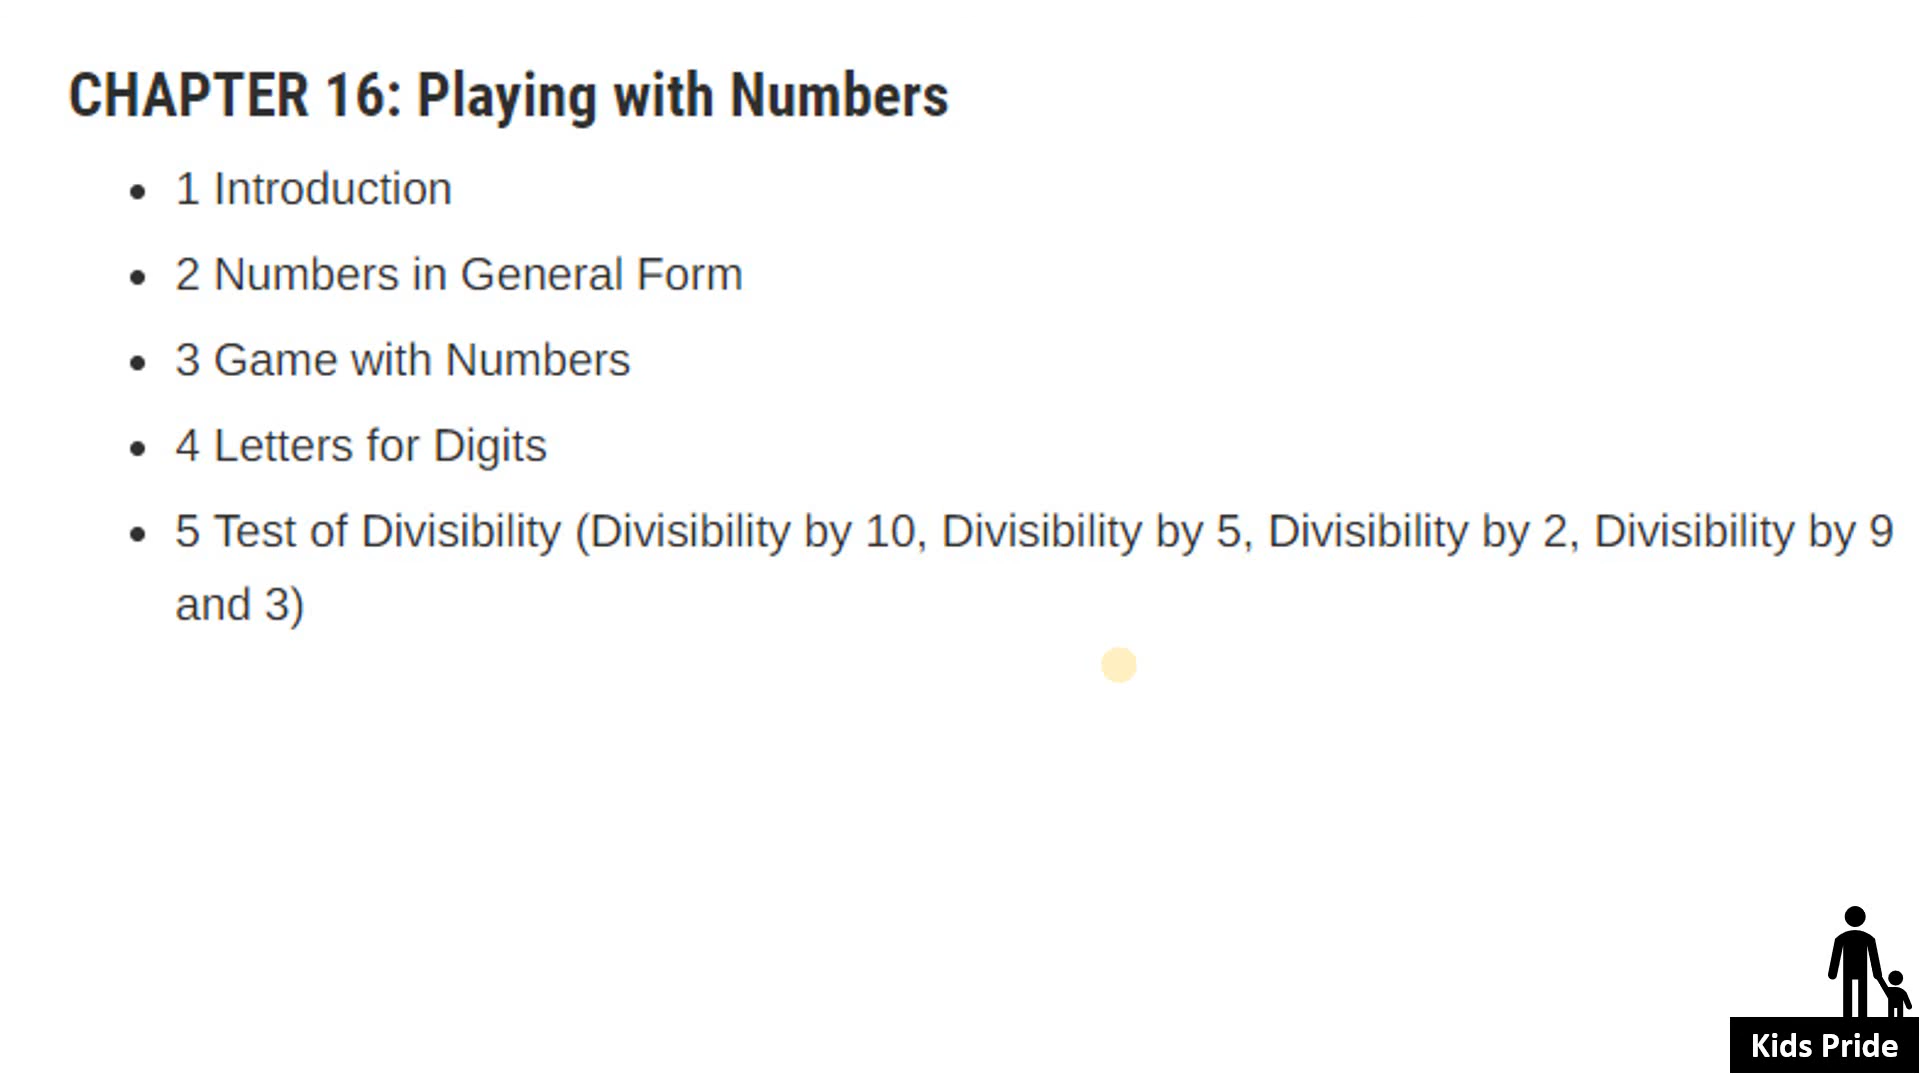 CHAPTER 16: Playing with Numbers
• 1 Introduction
• 2 Numbers in General Form
• 3 Game with Numbers
• 4 Letters for Digits
• 5 Test of Divisibility (Divisibility by 10, Divisibility by 5, Divisibility by 2, Divisibility by 9
and 3)
Kids Pride